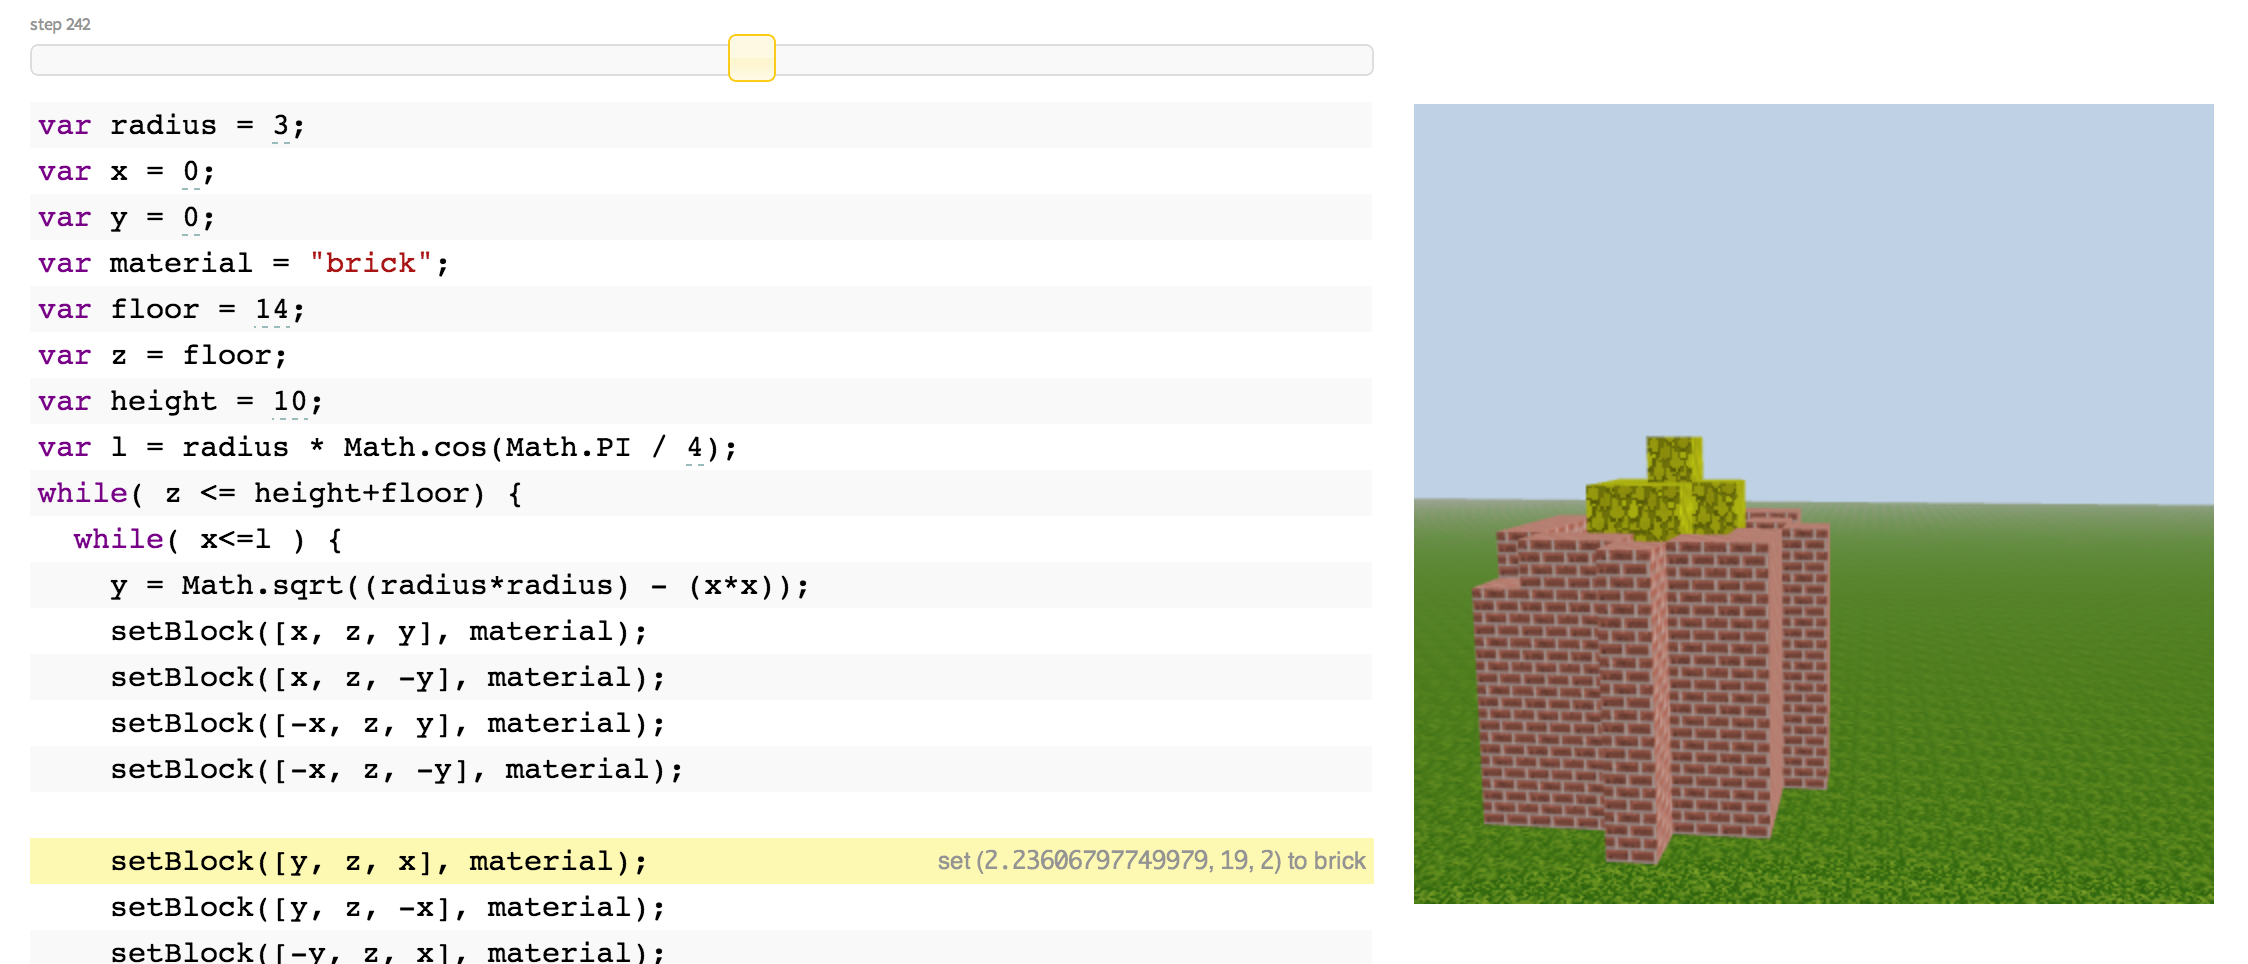 step 242
var radius = 3;
var x = 0;
var y = 0;
var material = "brick";
var floor = 14;
var z = floor;
var height = 10;
var l = radius * Math.cos(Math.PI / 4);
while( z <= height+floor) {
while( x<=l ) {
y = Math.sqrt((radius*radius) - (x*x));
setBlock([x, z, y], material);
setBlock([x, z, -y], material);
setBlock([-x, z, y], material);
setBlock([-x, z, -y], material);
setBlock([y, z, x], material); set (2.23606797749979, 19, 2) to brick
setBlock([y, z, -x], material);
setBlock([-y, z, x], material);